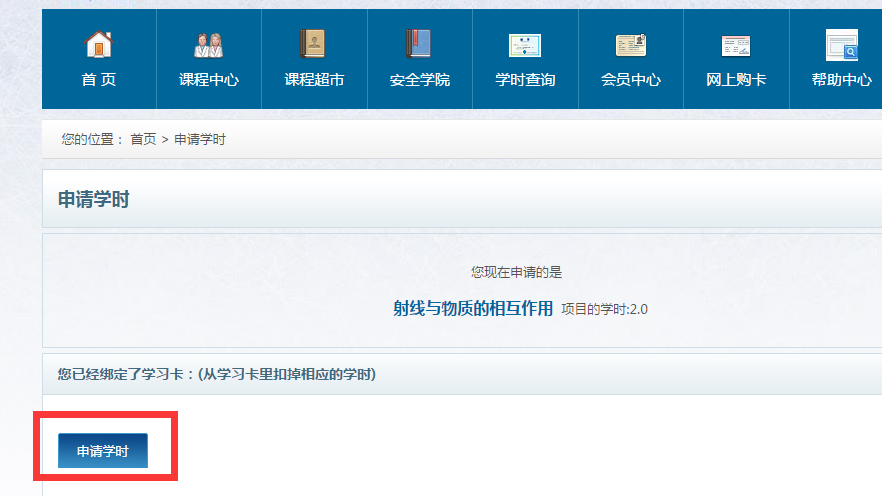 首 页 课程中心 课程超市 安全学院 学时查询 会员中心 网上购卡 帮助中心
您的位置： 首页 > 申请学时
申请学时
您现在申请的是
射线与物质的相互作用 项目的学时:2.0
您已经绑定了学习卡：(从学习卡里扣掉相应的学时)
申请学时